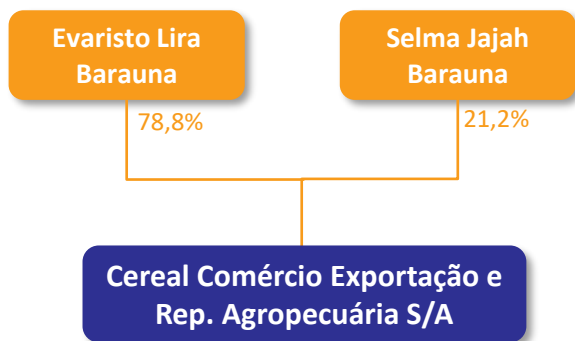 Evaristo Lira
Barauna
Selma Jajah
Barauna
78,8%
21,2%
Cereal Comércio Exportação e
Rep. Agropecuária S/A